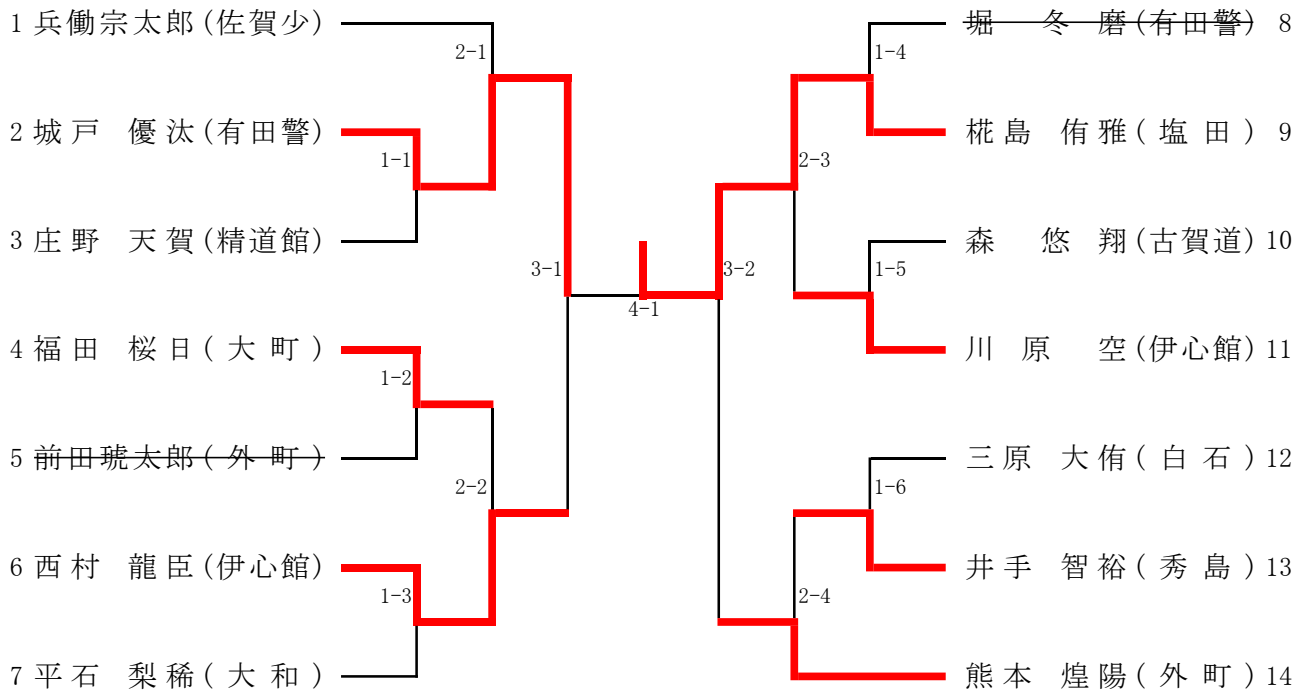 1 兵働宗太郎(佐賀少)
2-1
2 城戸 優汰(有田警)
1-1
3 庄野 天賀(精道館)
3-1
4 福田 桜日(大町)
1-2
5 前田琥太郎(外町)
2-2
6 西村 龍臣(伊心館)
1-3
7 平石 梨稀(大和)
4-1
堀 冬磨(有田警) 8
1-4
椛島 侑雅(塩田) 9
2-3
森 悠翔(古賀道) 10
1-5
3-2
川原 空(伊心館) 11
三原 大侑(白石) 12
1-6
井手 智裕(秀島) 13
2-4
熊本 煌陽(外町) 14